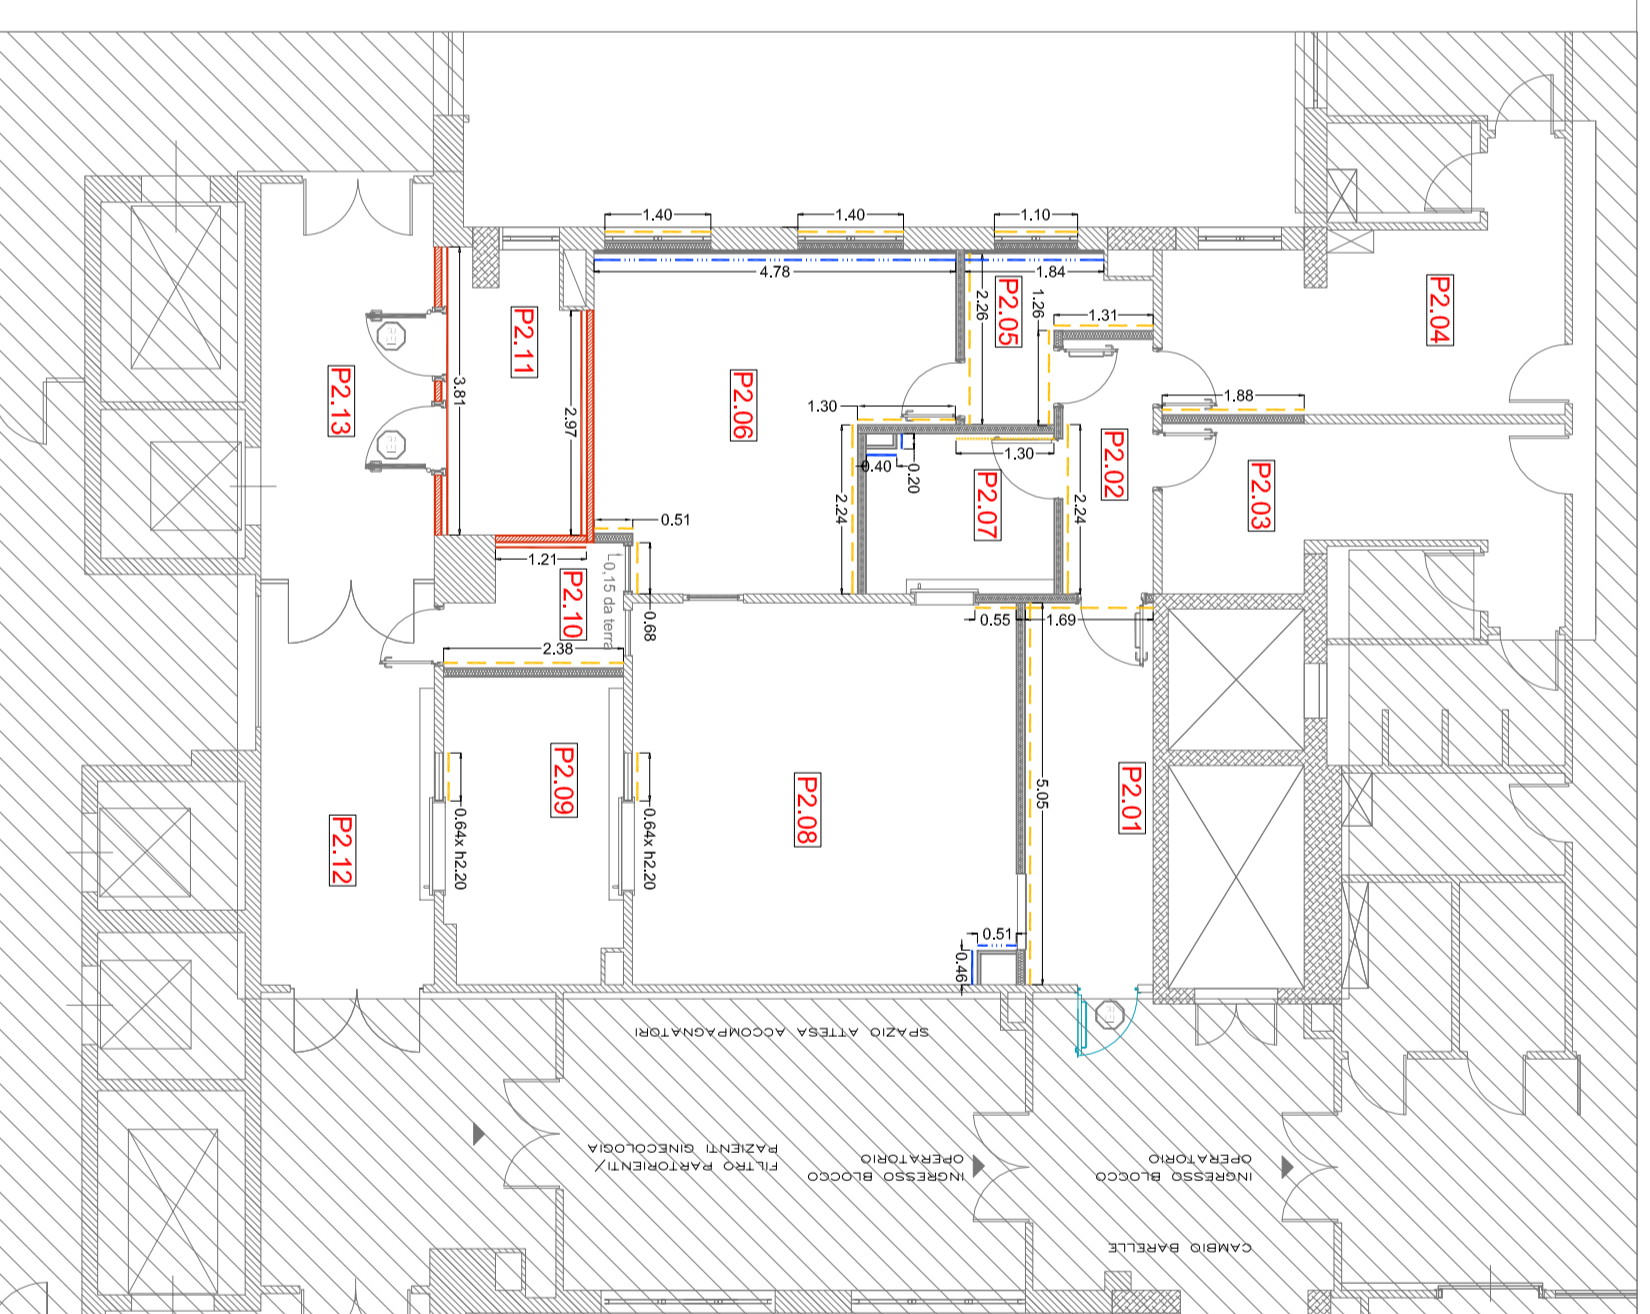 1.40
1.40
1.10
4.78
1.84
2.26
1.26
1.31
P2.05
P2.04
P2.11
P2.06
P2.13
3.81
2.97
1.30
1.88
1.30
0.40
0.20
P2.07
P2.02
P2.03
2.24
2.24
0.51
1.21
P2.10
0,15 da terra
0.68
0.55
1.69
2.38
P2.09
P2.08
P2.01
5.05
P2.12
0.64x h2.20
0.64x h2.20
0.51
0.46
REI
REI
REI
SPAZIO ATTESA ACCOMPAGNATORI
FILTRO PARTORIENTI/
PAZIENTI GINECOLOGIA
INGRESSO BLOCCO
OPERATORIO
INGRESSO BLOCCO
OPERATORIO
CAMBIO BARELLE